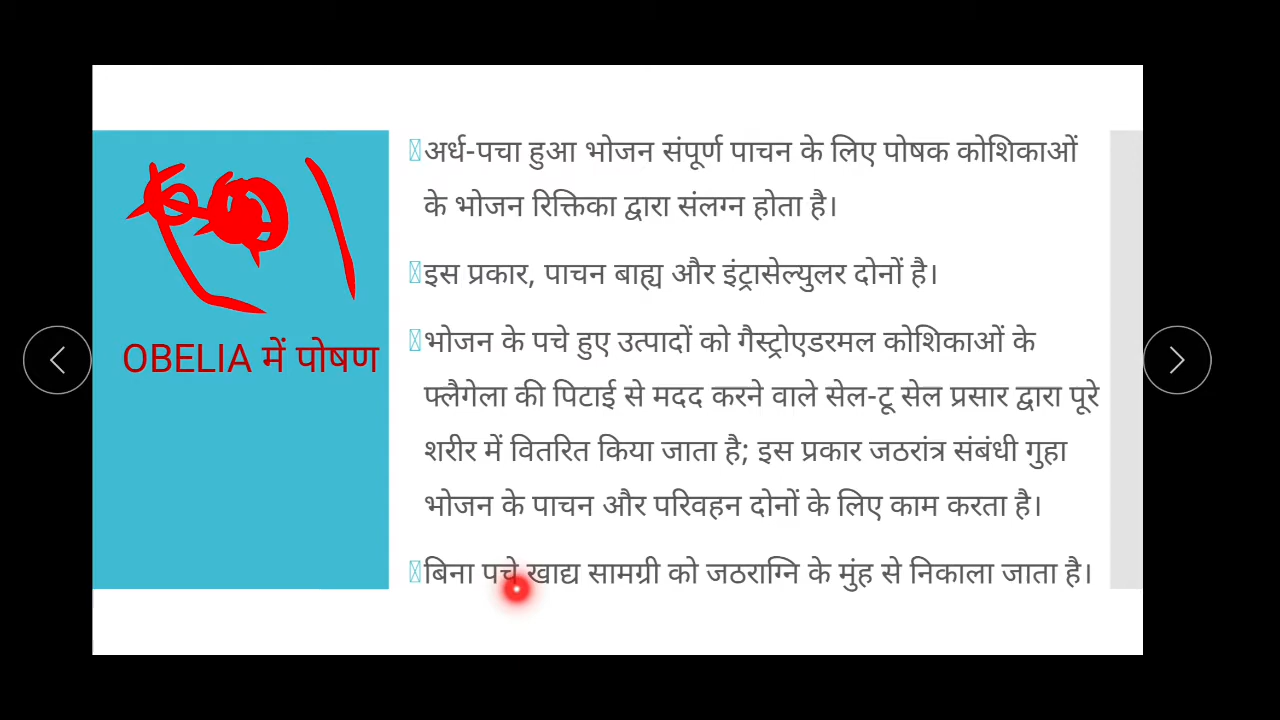 OBELIA में पोषण
अर्ध-पचा हुआ भोजन संपूर्ण पाचन के लिए पोषक कोशिकाओं
के भोजन रिक्तिका द्वारा संलग्न होता है।
इस प्रकार, पाचन बाह्य और इंट्रासेल्युलर दोनों है।
भोजन के पचे हुए उत्पादों को गैस्ट्रोएडरमल कोशिकाओं के
फ्लैगेला की पिटाई से मदद करने वाले सेल-टू सेल प्रसार द्वारा पूरे
शरीर में वितरित किया जाता है; इस प्रकार जठरांत्र संबंधी गुहा
भोजन के पाचन और परिवहन दोनों के लिए काम करता है।
बिना पचे खाद्य सामग्री को जठराग्नि के मुंह से निकाला जाता है।